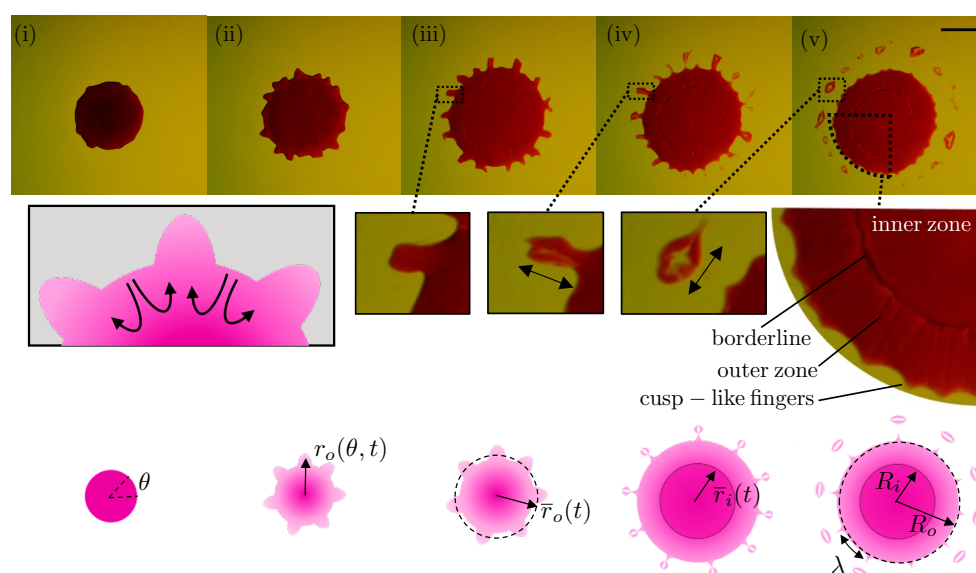 (i)
(ii)
(iii)
(iv)
(v)
inner zone
borderline
outer zone
cusp – like fingers
θ
r_o(θ, t)
r̅_o(t)
r̅_i(t)
R_i
R_o
λ